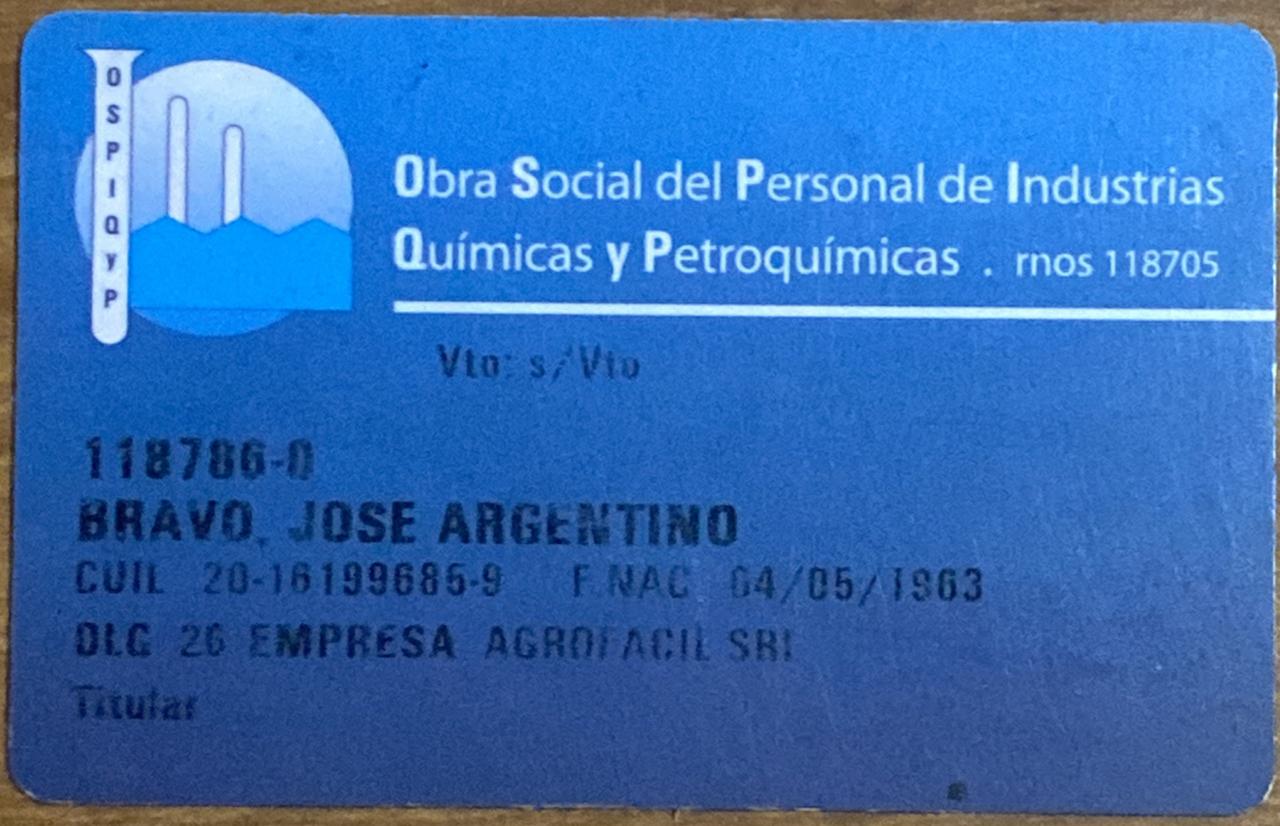 OSPIQyP
Obra Social del Personal de Industrias
Químicas y Petroquímicas . rnos 118705
Vto: s/Vto
118786-0
BRAVO, JOSE ARGENTINO
CUIL 20-16199685-9 F.NAC 04/05/1963
DLG 26 EMPRESA AGROFACIL SRL
Titular